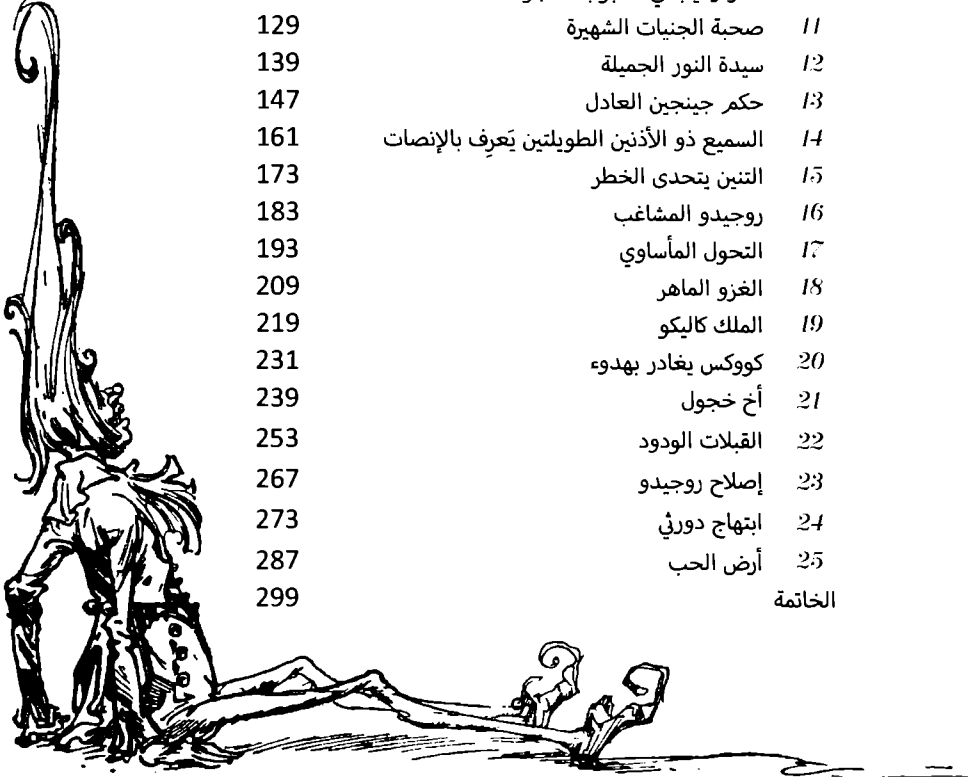 11 صحبة الجنيات الشهيرة 129
12 سيدة النور الجميلة 139
13 حكم جينجين العادل 147
14 السميع ذو الأذنين الطويلتين يَعرِف بالإنصات 161
15 التنين يتحدى الخطر 173
16 روجيدو المشاغب 183
17 التحول المأساوي 193
18 الغزو الماهر 209
19 الملك كاليكو 219
20 كووكس يغادر بهدوء 231
21 أخ خجول 239
22 القبلات الودود 253
23 إصلاح روجيدو 267
24 ابتهاج دورثي 273
25 أرض الحب 287
الخاتمة 299